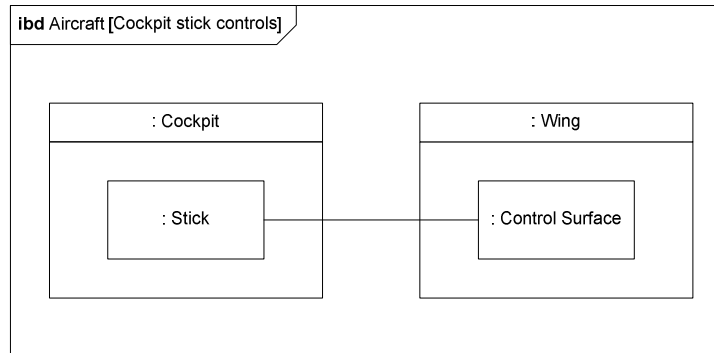 ibd Aircraft [Cockpit stick controls]
: Cockpit
: Wing
: Stick
: Control Surface